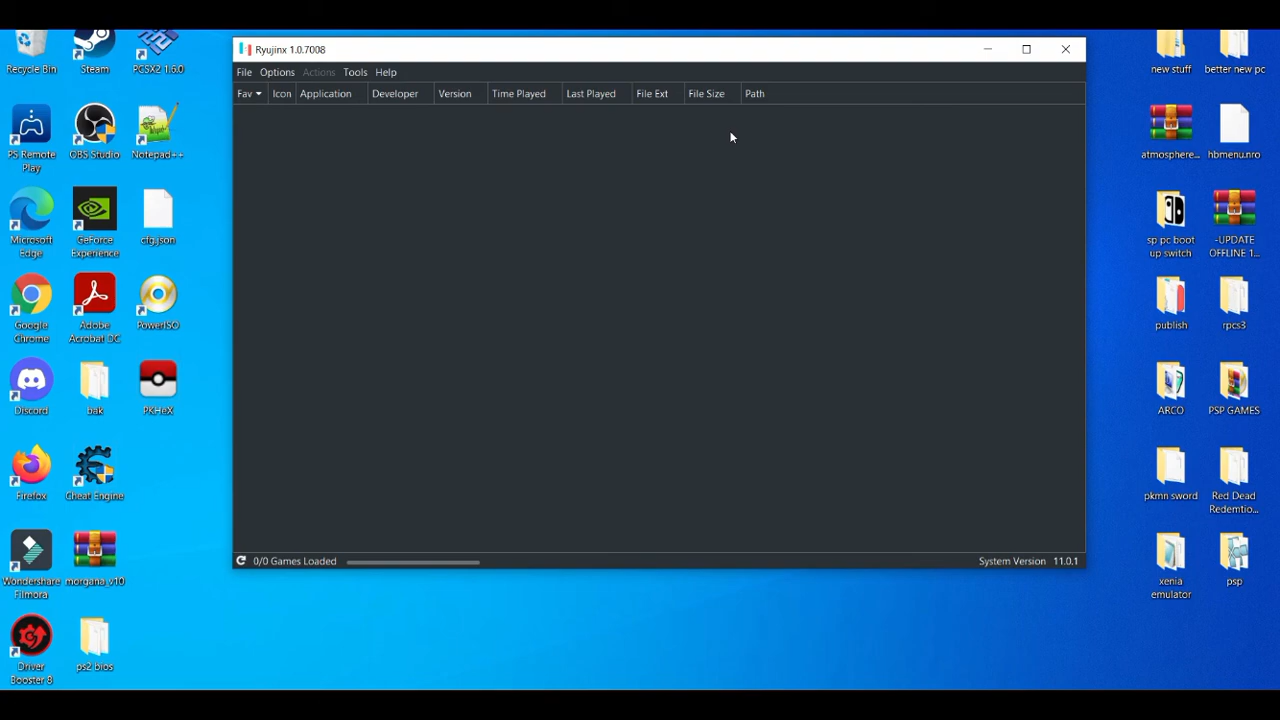 Recycle Bin
Steam
PCSX2 1.6.0
PS Remote
Play
OBS Studio
Notepad++
Microsoft
Edge
GeForce
Experience
cfg.json
Google
Chrome
Adobe
Acrobat DC
PowerISO
Discord
bak
PKHeX
Firefox
Cheat Engine
Wondershare
Filmora
morgana v10
Driver
Booster 8
ps2 bios
Ryujinx 1.0.7008
File Options Actions Tools Help
Fav Icon Application Developer Version Time Played Last Played File Ext File Size Path
0/0 Games Loaded
System Version 11.0.1
new stuff
better new pc
atmosphere...
hbmenu.nro
sp pc boot
up switch
-UPDATE
OFFLINE 1...
publish
rpcs3
ARCO
PSP GAMES
pkmn sword
Red Dead
Redemtio...
xenia
emulator
psp